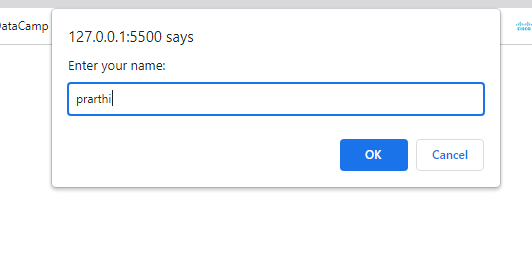 DataCamp
127.0.0.1:5500 says
Enter your name:
prarthi
OK
Cancel